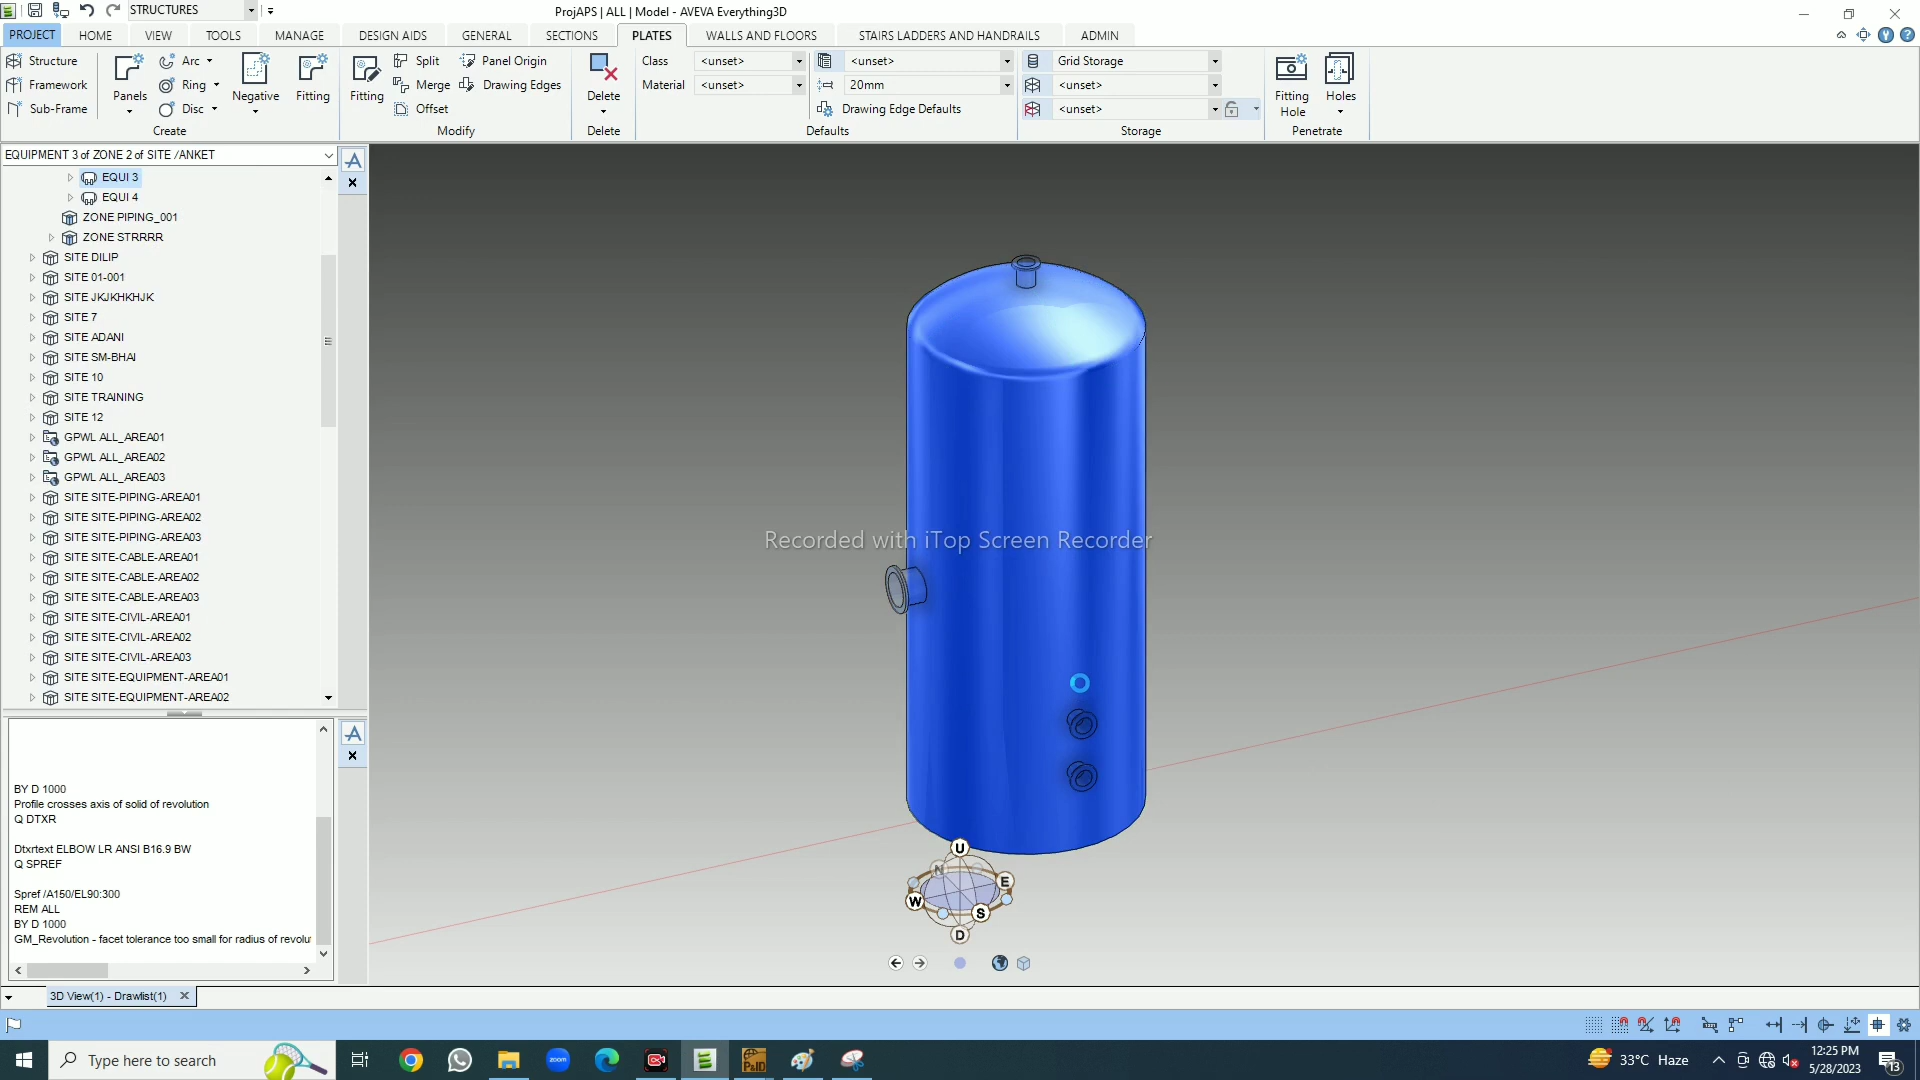 STRUCTURES
ProjAPS | ALL | Model - AVEVA Everything3D
PROJECT HOME VIEW TOOLS MANAGE DESIGN AIDS GENERAL SECTIONS PLATES WALLS AND FLOORS STAIRS LADDERS AND HANDRAILS ADMIN
Structure
Framework
Sub-Frame
Panels
Arc
Ring
Disc
Negative
Fitting
Create
Fitting
Split
Merge
Offset
Panel Origin
Drawing Edges
Modify
Delete
Delete
Class <unset>
Material <unset>
<unset>
20mm
Drawing Edge Defaults
Defaults
Grid Storage
<unset>
<unset>
Storage
Fitting Hole
Holes
Penetrate
EQUIPMENT 3 of ZONE 2 of SITE /ANKET
EQUI 3
EQUI 4
ZONE PIPING_001
ZONE STRRRR
SITE DILIP
SITE 01-001
SITE JKJKHKHJK
SITE 7
SITE ADANI
SITE SM-BHAI
SITE 10
SITE TRAINING
SITE 12
GPWL ALL_AREA01
GPWL ALL_AREA02
GPWL ALL_AREA03
SITE SITE-PIPING-AREA01
SITE SITE-PIPING-AREA02
SITE SITE-PIPING-AREA03
SITE SITE-CABLE-AREA01
SITE SITE-CABLE-AREA02
SITE SITE-CABLE-AREA03
SITE SITE-CIVIL-AREA01
SITE SITE-CIVIL-AREA02
SITE SITE-CIVIL-AREA03
SITE SITE-EQUIPMENT-AREA01
SITE SITE-EQUIPMENT-AREA02
BY D 1000
Profile crosses axis of solid of revolution
Q DTXR
Dtxrtext ELBOW LR ANSI B16.9 BW
Q SPREF
Spref /A150/EL90:300
REM ALL
BY D 1000
GM_Revolution - facet tolerance too small for radius of revolu
Recorded with iTop Screen Recorder
U
N
E
W
S
D
3D View(1) - Drawlist(1)
Type here to search
zoom
P&ID
33°C Haze
12:25 PM
5/28/2023
13